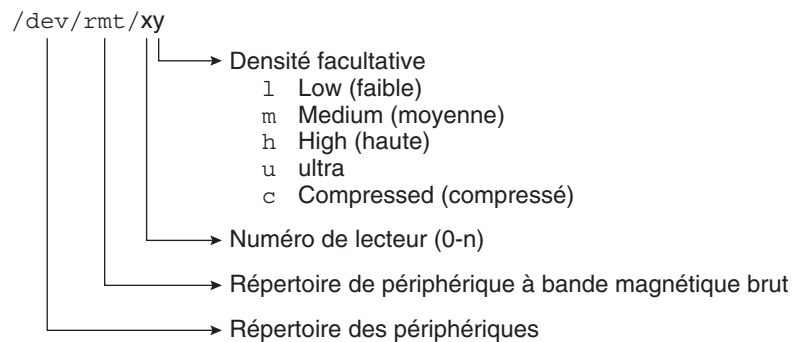 /dev/rmt/xy
Densité facultative
l Low (faible)
m Medium (moyenne)
h High (haute)
u ultra
c Compressed (compressé)
Numéro de lecteur (0-n)
Répertoire de périphérique à bande magnétique brut
Répertoire des périphériques